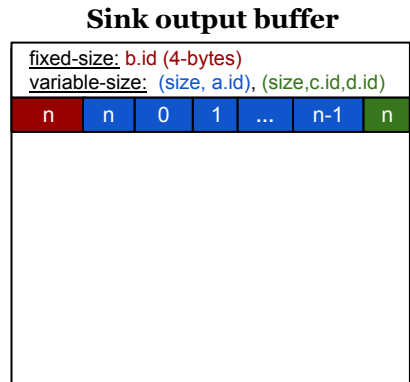 Sink output buffer
fixed-size: b.id (4-bytes)
variable-size: (size, a.id), (size,c.id,d.id)
n n 0 1 ... n-1 n